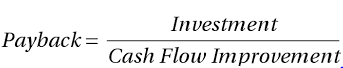 Payback = Investment / Cash Flow Improvement